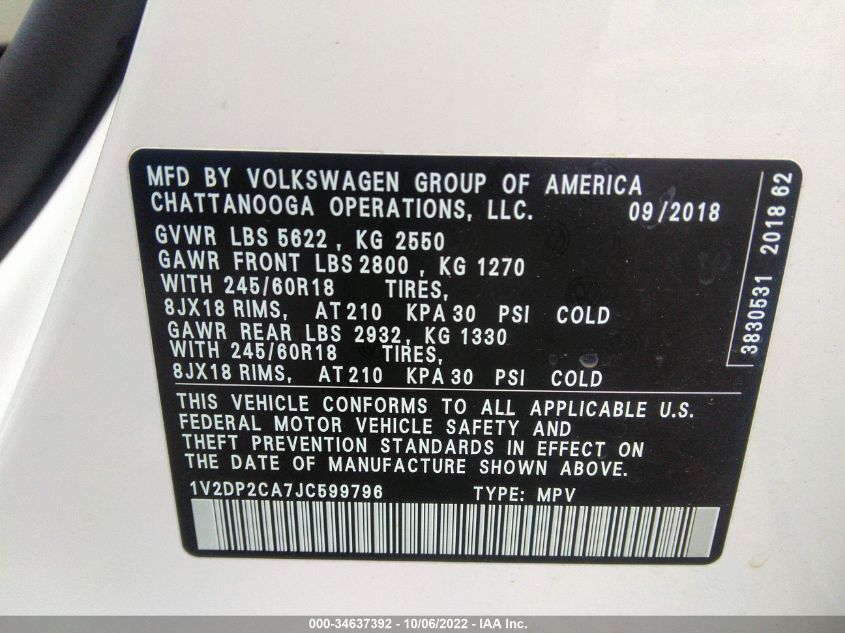 MFD BY VOLKSWAGEN GROUP OF AMERICA
CHATTANOOGA OPERATIONS, LLC. 09/2018
GVWR LBS 5622 , KG 2550
GAWR FRONT LBS 2800 , KG 1270
WITH 245/60R18 TIRES,
8JX18 RIMS, AT 210 KPA 30 PSI COLD
GAWR REAR LBS 2932, KG 1330
WITH 245/60R18 TIRES,
8JX18 RIMS, AT 210 KPA 30 PSI COLD
THIS VEHICLE CONFORMS TO ALL APPLICABLE U.S.
FEDERAL MOTOR VEHICLE SAFETY AND
THEFT PREVENTION STANDARDS IN EFFECT ON
THE DATE OF MANUFACTURE SHOWN ABOVE.
1V2DP2CA7JC599796 TYPE: MPV
3830531 2018 62
000-34637392 - 10/06/2022 - IAA Inc.